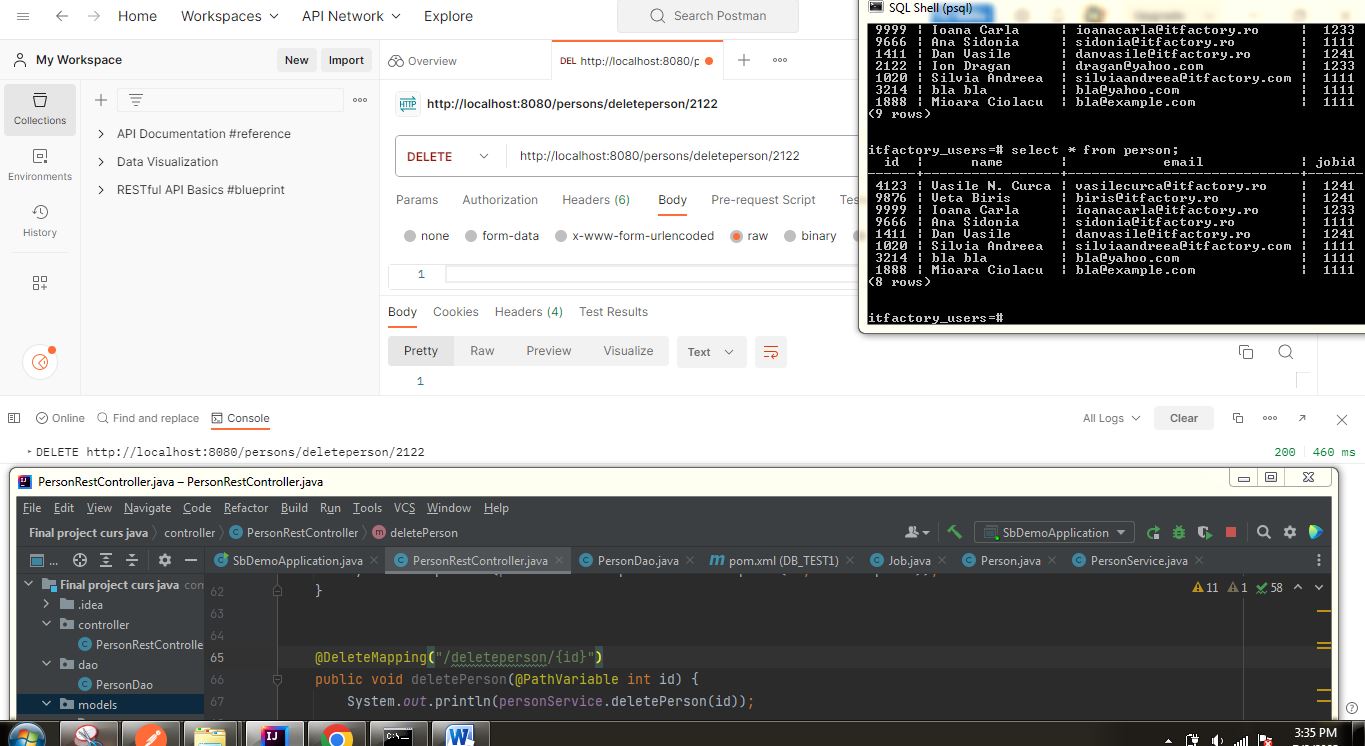 Home
Workspaces
API Network
Explore
Search Postman
My Workspace
New
Import
Overview
DEL http://localhost:8080/p
Collections
Environments
History
API Documentation #reference
Data Visualization
RESTful API Basics #blueprint
HTTP
http://localhost:8080/persons/deleteperson/2122
DELETE
http://localhost:8080/persons/deleteperson/2122
Params
Authorization
Headers (6)
Body
Pre-request Script
Tes
none
form-data
x-www-form-urlencoded
raw
binary
1
Body
Cookies
Headers (4)
Test Results
Pretty
Raw
Preview
Visualize
Text
1
SQL Shell (psql)
9999 | Ioana Carla | ioanacarla@itfactory.ro | 1233
9666 | Ana Sidonia | sidonia@itfactory.ro | 1111
1411 | Dan Vasile | danvasile@itfactory.ro | 1241
2122 | Ion Dragan | dragan@yahoo.com | 1233
1020 | Silvia Andreea | silviaandreea@itfactory.com | 1111
3214 | bla bla | bla@yahoo.com | 1111
1888 | Mioara Ciolacu | bla@example.com | 1111
(9 rows)
itfactory_users=# select * from person;
id | name | email | jobid
4123 | Vasile N. Curca | vasilecurca@itfactory.ro | 1241
9876 | Veta Biris | biris@itfactory.ro | 1241
9999 | Ioana Carla | ioanacarla@itfactory.ro | 1233
9666 | Ana Sidonia | sidonia@itfactory.ro | 1111
1411 | Dan Vasile | danvasile@itfactory.ro | 1241
1020 | Silvia Andreea | silviaandreea@itfactory.com | 1111
3214 | bla bla | bla@yahoo.com | 1111
1888 | Mioara Ciolacu | bla@example.com | 1111
(8 rows)
itfactory_users=#
Online
Find and replace
Console
All Logs
Clear
DELETE http://localhost:8080/persons/deleteperson/2122
200
460 ms
PersonRestController.java – PersonRestController.java
File Edit View Navigate Code Refactor Build Run Tools VCS Window Help
Final project curs java
controller
PersonRestController
deletePerson
SbDemoApplication
...
SbDemoApplication.java
PersonRestController.java
PersonDao.java
pom.xml (DB_TEST1)
Job.java
Person.java
PersonService.java
Final project curs java
.idea
controller
PersonRestControlle
dao
PersonDao
models
11
1
58
62 }
63
64
65 @DeleteMapping("/deleteperson/{id}")
66 public void deletePerson(@PathVariable int id) {
67 System.out.println(personService.deletePerson(id));
3:35 PM